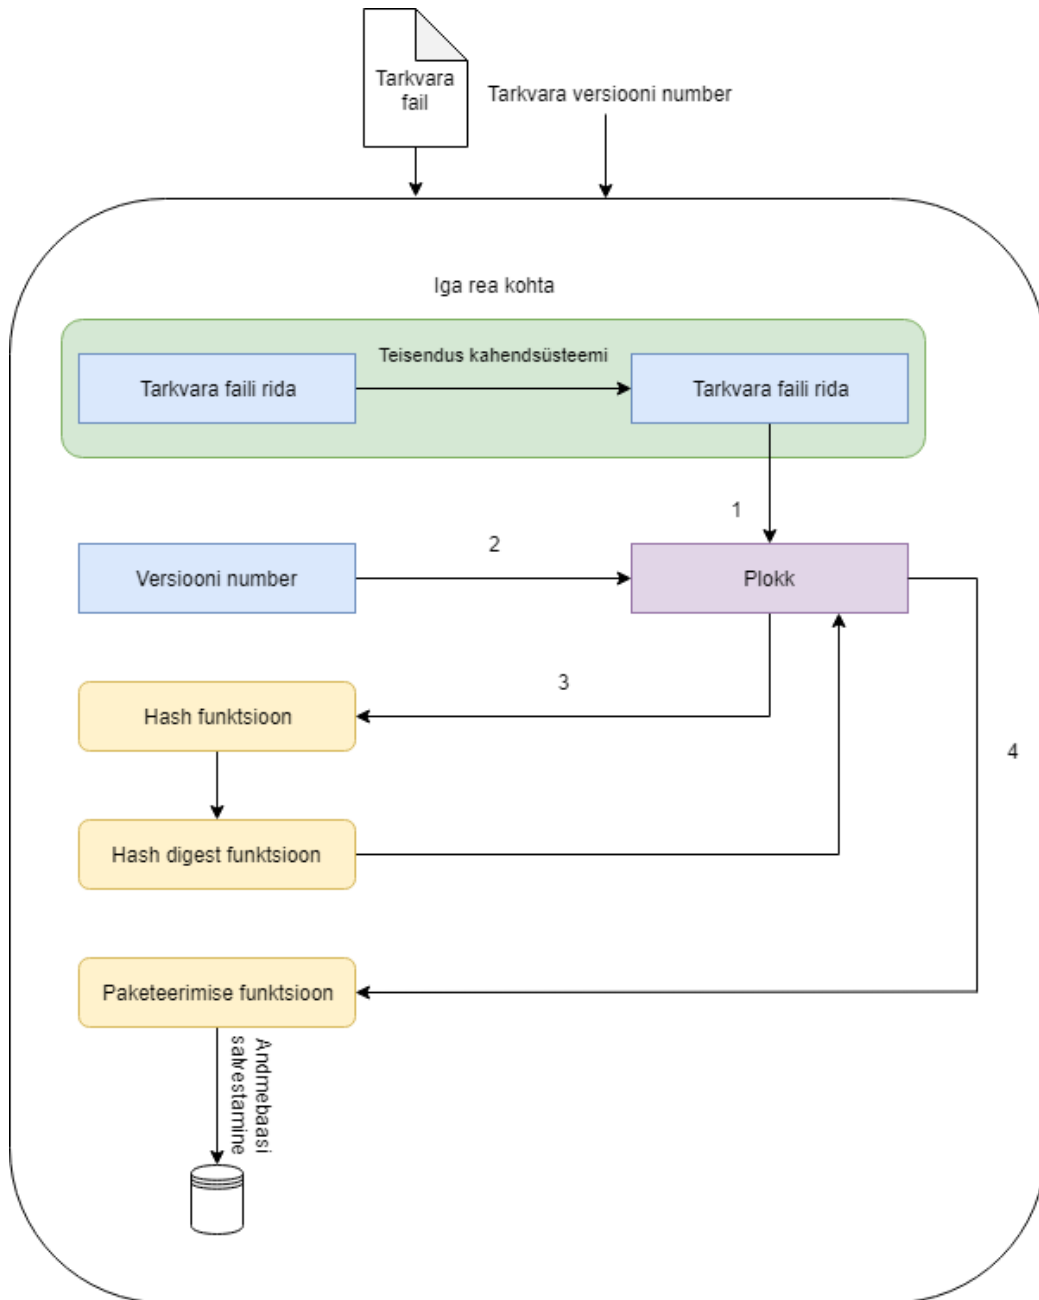 Tarkvara
fail
Tarkvara versiooni number
Iga rea kohta
Teisendus kahendsüsteemi
Tarkvara faili rida
Tarkvara faili rida
1
Versiooni number
2
Plokk
3
Hash funktsioon
4
Hash digest funktsioon
Paketeerimise funktsioon
Andmebaasi
salvestamine